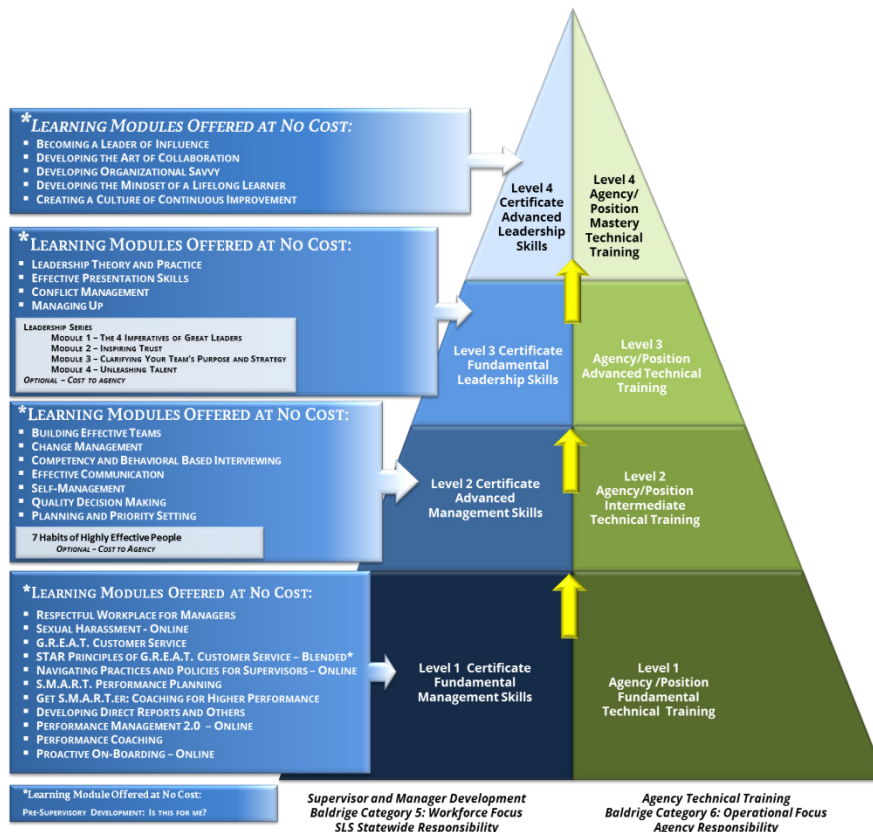 *Learning Modules Offered at No Cost:
▪ Becoming a Leader of Influence
▪ Developing the Art of Collaboration
▪ Developing Organizational Savvy
▪ Developing the Mindset of a Lifelong Learner
▪ Creating a Culture of Continuous Improvement
Level 4
Certificate
Advanced
Leadership
Skills
Level 4
Agency/
Position
Mastery
Technical
Training
*Learning Modules Offered at No Cost:
▪ Leadership Theory and Practice
▪ Effective Presentation Skills
▪ Conflict Management
▪ Managing Up
Leadership Series
Module 1 – The 4 Imperatives of Great Leaders
Module 2 – Inspiring Trust
Module 3 – Clarifying Your Team's Purpose and Strategy
Module 4 – Unleashing Talent
Optional – Cost to agency
Level 3 Certificate
Fundamental
Leadership Skills
Level 3
Agency/Position
Advanced Technical
Training
*Learning Modules Offered at No Cost:
▪ Building Effective Teams
▪ Change Management
▪ Competency and Behavioral Based Interviewing
▪ Effective Communication
▪ Self-Management
▪ Quality Decision Making
▪ Planning and Priority Setting
7 Habits of Highly Effective People
Optional – Cost to Agency
Level 2 Certificate
Advanced
Management Skills
Level 2
Agency/Position
Intermediate
Technical Training
*Learning Modules Offered at No Cost:
▪ Respectful Workplace for Managers
▪ Sexual Harassment - Online
▪ G.R.E.A.T. Customer Service
▪ STAR Principles of G.R.E.A.T. Customer Service – Blended*
▪ Navigating Practices and Policies for Supervisors – Online
▪ S.M.A.R.T. Performance Planning
▪ Get S.M.A.R.T.er: Coaching for Higher Performance
▪ Developing Direct Reports and Others
▪ Performance Management 2.0 – Online
▪ Performance Coaching
▪ Proactive On-Boarding – Online
Level 1 Certificate
Fundamental
Management Skills
Level 1
Agency /Position
Fundamental
Technical Training
*Learning Module Offered at No Cost:
Pre-Supervisory Development: Is this for me?
Supervisor and Manager Development
Baldrige Category 5: Workforce Focus
SLS Statewide Responsibility
Agency Technical Training
Baldrige Category 6: Operational Focus
Agency Responsibility